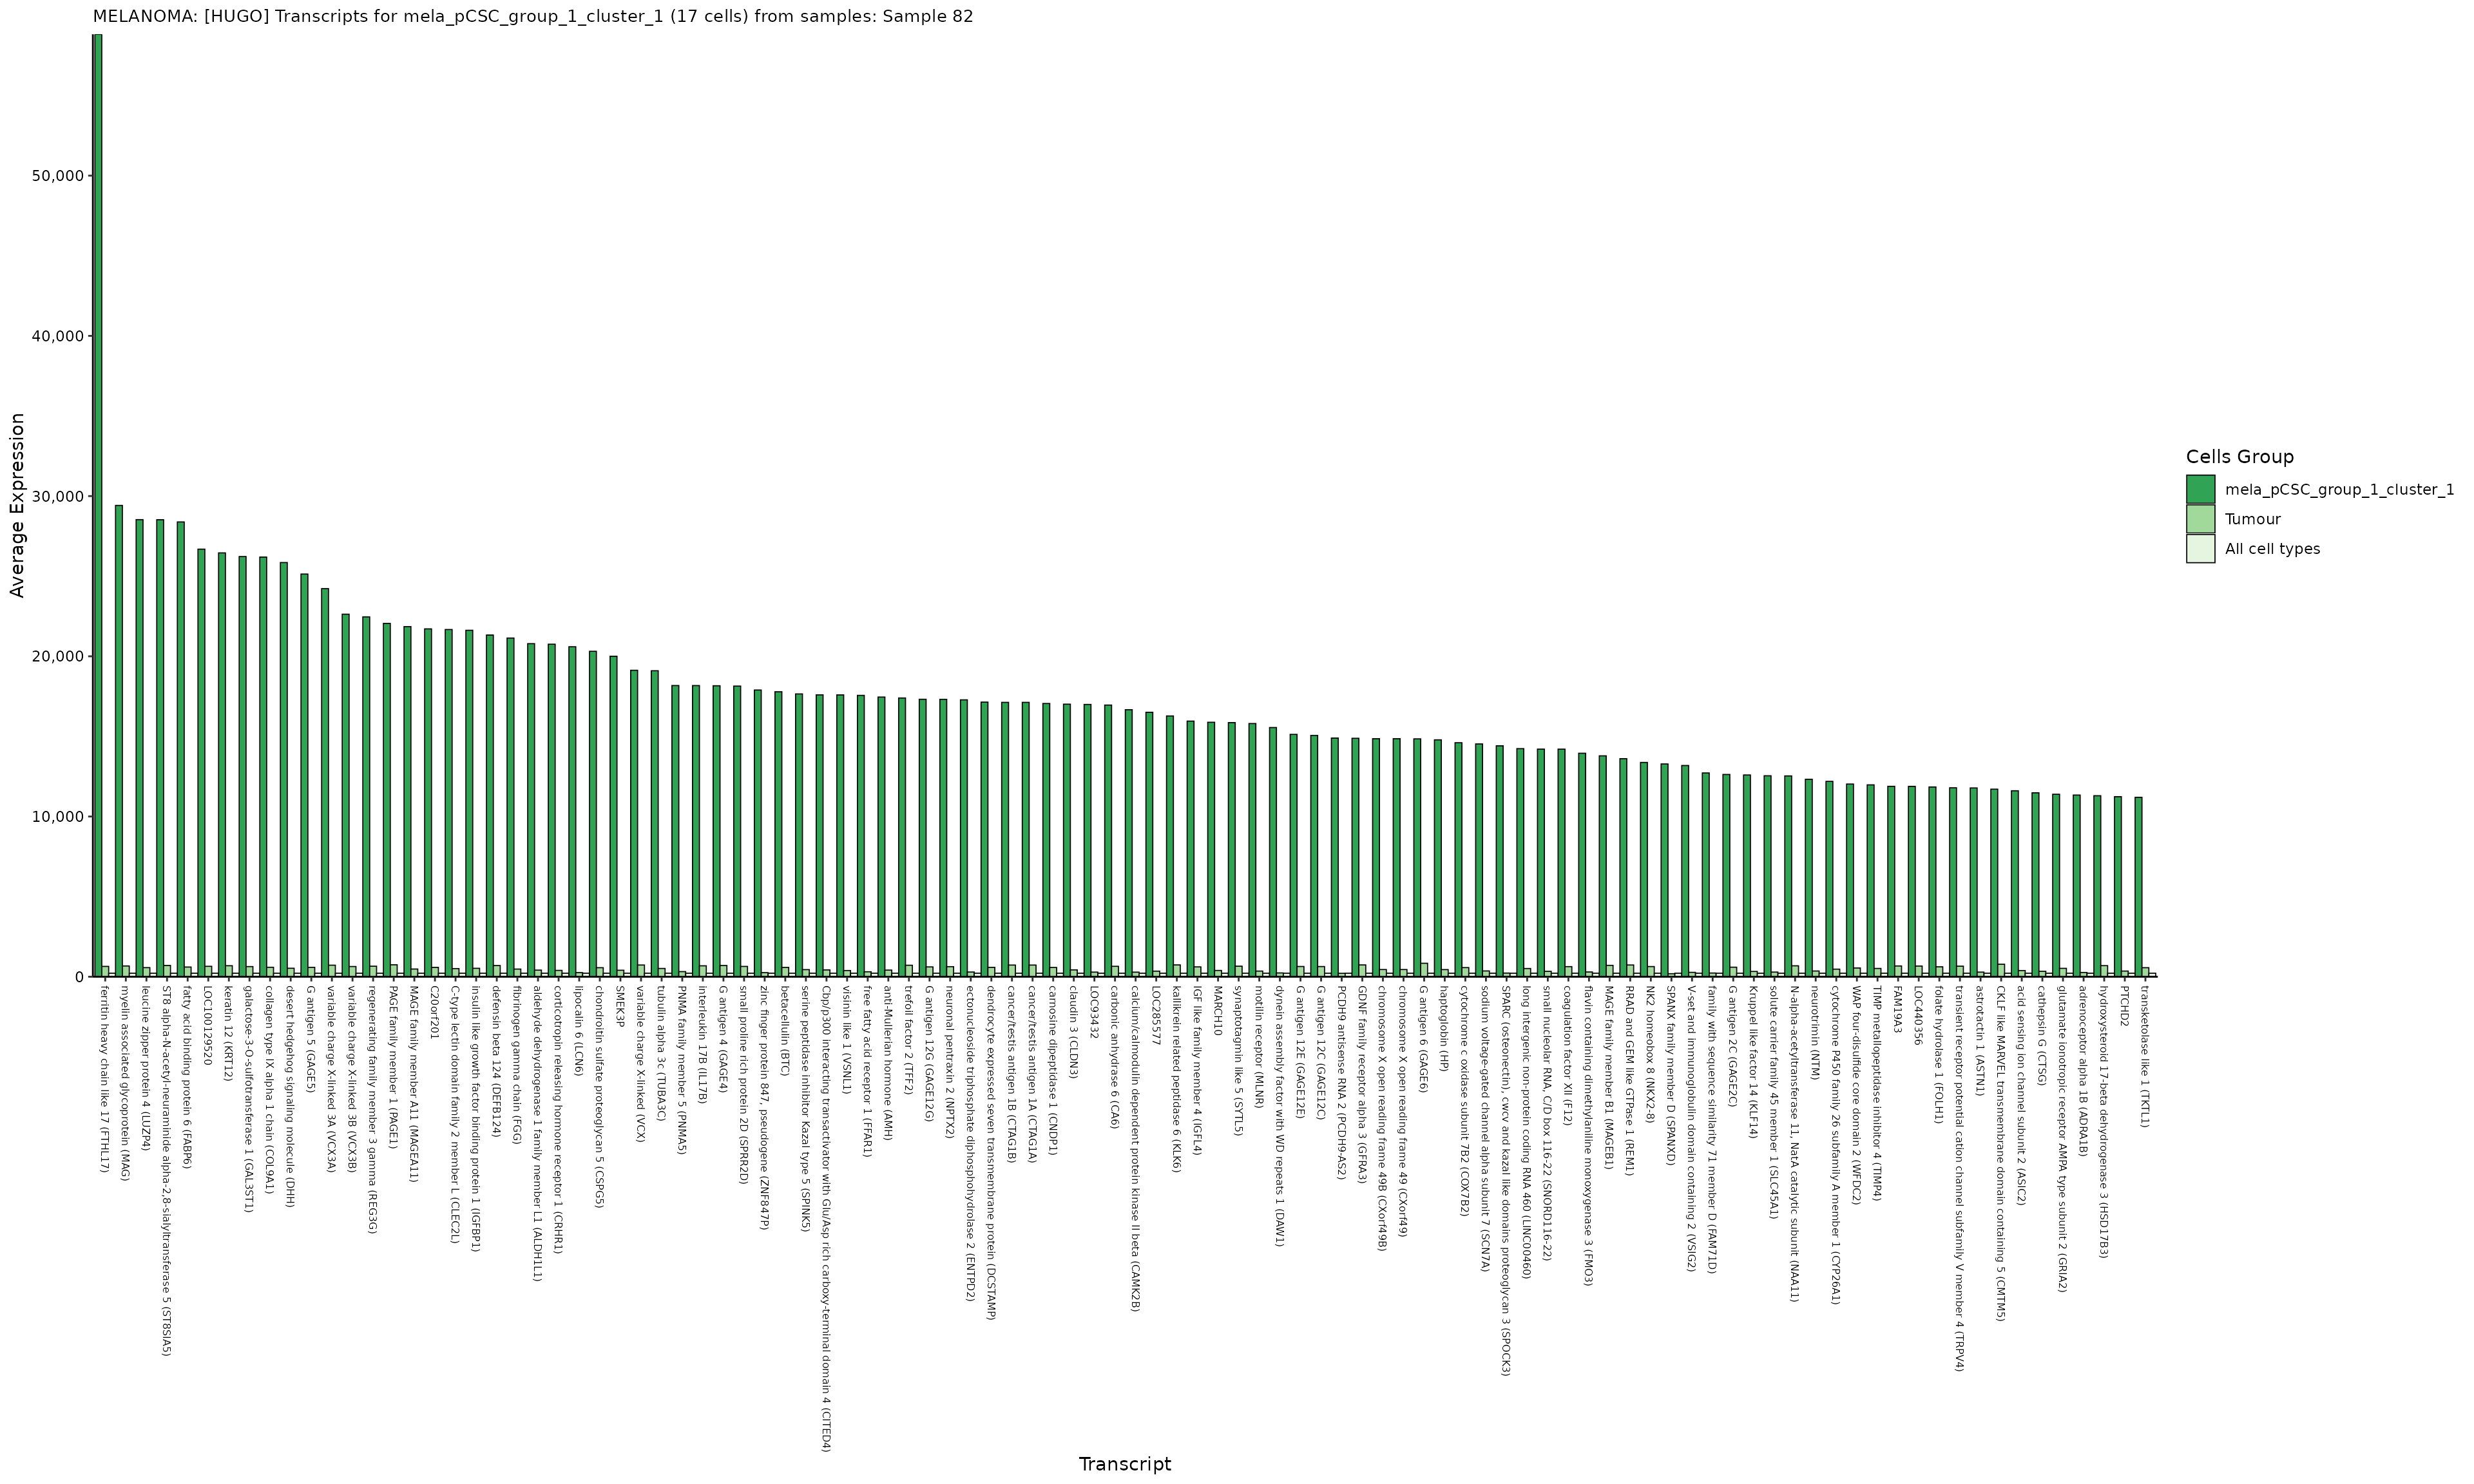 MELANOMA: [HUGO] Transcripts for mela_pCSC_group_1_cluster_1 (17 cells) from samples: Sample 82
Average Expression
50,000
40,000
30,000
20,000
10,000
0
Cells Group
mela_pCSC_group_1_cluster_1
Tumour
All cell types
ferritin heavy chain like 17 (FTHL17)
myelin associated glycoprotein (MAG)
leucine zipper protein 4 (LUZP4)
ST8 alpha-N-acetyl-neuraminide alpha-2,8-sialyltransferase 5 (ST8SIA5)
fatty acid binding protein 6 (FABP6)
LOC100129520
keratin 12 (KRT12)
galactose-3-O-sulfotransferase 1 (GAL3ST1)
collagen type IX alpha 1 chain (COL9A1)
desert hedgehog signaling molecule (DHH)
G antigen 5 (GAGE5)
variable charge X-linked 3A (VCX3A)
variable charge X-linked 3B (VCX3B)
regenerating family member 3 gamma (REG3G)
PAGE family member 1 (PAGE1)
MAGE family member A11 (MAGEA11)
C20orf201
C-type lectin domain family 2 member L (CLEC2L)
insulin like growth factor binding protein 1 (IGFBP1)
defensin beta 124 (DEFB124)
fibrinogen gamma chain (FGG)
aldehyde dehydrogenase 1 family member L1 (ALDH1L1)
corticotropin releasing hormone receptor 1 (CRHR1)
lipocalin 6 (LCN6)
chondroitin sulfate proteoglycan 5 (CSPG5)
SMEK3P
variable charge X-linked (VCX)
tubulin alpha 3c (TUBA3C)
PNMA family member 5 (PNMA5)
interleukin 17B (IL17B)
G antigen 4 (GAGE4)
small proline rich protein 2D (SPRR2D)
zinc finger protein 847, pseudogene (ZNF847P)
betacellulin (BTC)
serine peptidase inhibitor Kazal type 5 (SPINK5)
Cbp/p300 interacting transactivator with Glu/Asp rich carboxy-terminal domain 4 (CITED4)
visinin like 1 (VSNL1)
free fatty acid receptor 1 (FFAR1)
anti-Mullerian hormone (AMH)
trefoil factor 2 (TFF2)
G antigen 12G (GAGE12G)
neuronal pentraxin 2 (NPTX2)
ectonucleoside triphosphate diphosphohydrolase 2 (ENTPD2)
dendrocyte expressed seven transmembrane protein (DCSTAMP)
cancer/testis antigen 1B (CTAG1B)
cancer/testis antigen 1A (CTAG1A)
carnosine dipeptidase 1 (CNDP1)
claudin 3 (CLDN3)
LOC93432
carbonic anhydrase 6 (CA6)
calcium/calmodulin dependent protein kinase II beta (CAMK2B)
LOC285577
kallikrein related peptidase 6 (KLK6)
IGF like family member 4 (IGFL4)
MARCH10
synaptotagmin like 5 (SYTL5)
motilin receptor (MLNR)
dynein assembly factor with WD repeats 1 (DAW1)
G antigen 12E (GAGE12E)
G antigen 12C (GAGE12C)
PCDH9 antisense RNA 2 (PCDH9-AS2)
GDNF family receptor alpha 3 (GFRA3)
chromosome X open reading frame 49B (CXorf49B)
chromosome X open reading frame 49 (CXorf49)
G antigen 6 (GAGE6)
haptoglobin (HP)
cytochrome c oxidase subunit 7B2 (COX7B2)
sodium voltage-gated channel alpha subunit 7 (SCN7A)
SPARC (osteonectin), cwcv and kazal like domains proteoglycan 3 (SPOCK3)
long intergenic non-protein coding RNA 460 (LINC00460)
small nucleolar RNA, C/D box 116-22 (SNORD116-22)
coagulation factor XII (F12)
flavin containing dimethylaniline monoxygenase 3 (FMO3)
MAGE family member B1 (MAGEB1)
RRAD and GEM like GTPase 1 (REM1)
NK2 homeobox 8 (NKX2-8)
SPANX family member D (SPANXD)
V-set and immunoglobulin domain containing 2 (VSIG2)
family with sequence similarity 71 member D (FAM71D)
G antigen 2C (GAGE2C)
Kruppel like factor 14 (KLF14)
solute carrier family 45 member 1 (SLC45A1)
N-alpha-acetyltransferase 11, NatA catalytic subunit (NAA11)
neurotrimin (NTM)
cytochrome P450 family 26 subfamily A member 1 (CYP26A1)
WAP four-disulfide core domain 2 (WFDC2)
TIMP metallopeptidase inhibitor 4 (TIMP4)
FAM19A3
LOC440356
folate hydrolase 1 (FOLH1)
transient receptor potential cation channel subfamily V member 4 (TRPV4)
astrotactin 1 (ASTN1)
CKLF like MARVEL transmembrane domain containing 5 (CMTM5)
acid sensing ion channel subunit 2 (ASIC2)
cathepsin G (CTSG)
glutamate ionotropic receptor AMPA type subunit 2 (GRIA2)
adrenoceptor alpha 1B (ADRA1B)
hydroxysteroid 17-beta dehydrogenase 3 (HSD17B3)
PTCHD2
transketolase like 1 (TKTL1)
Transcript